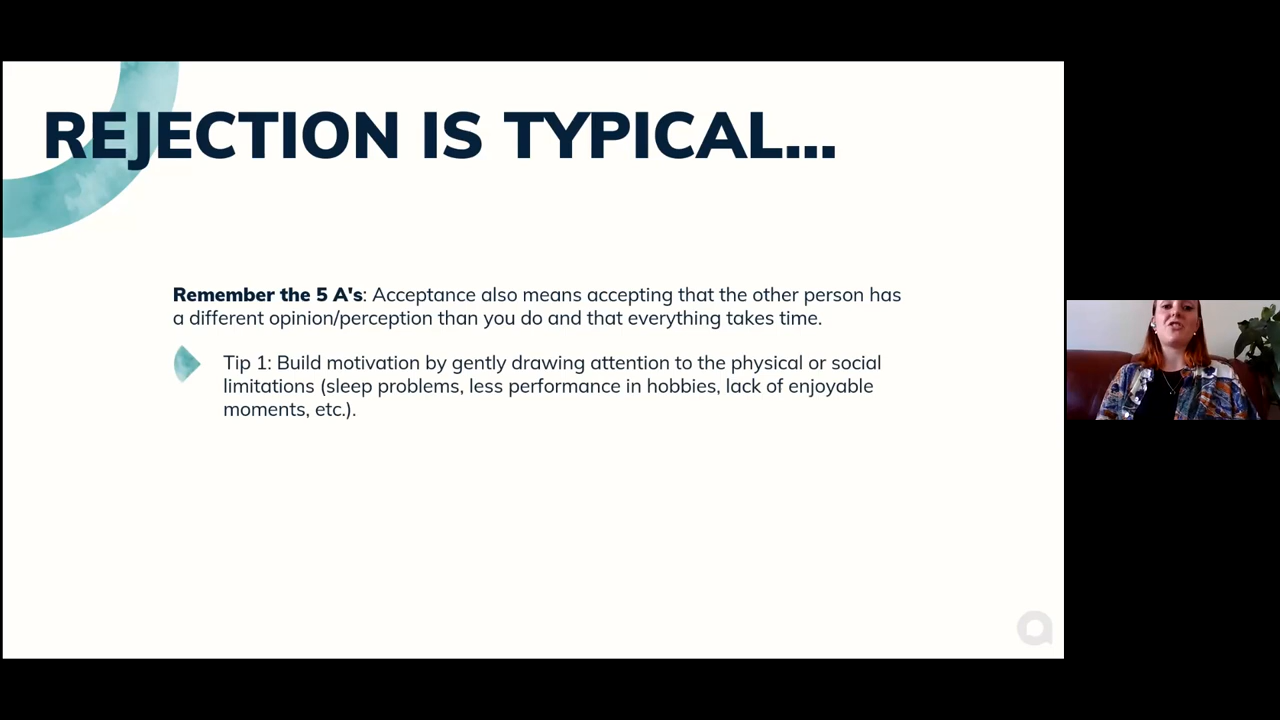 REJECTION IS TYPICAL...
Remember the 5 A's: Acceptance also means accepting that the other person has
a different opinion/perception than you do and that everything takes time.
Tip 1: Build motivation by gently drawing attention to the physical or social
limitations (sleep problems, less performance in hobbies, lack of enjoyable
moments, etc.).